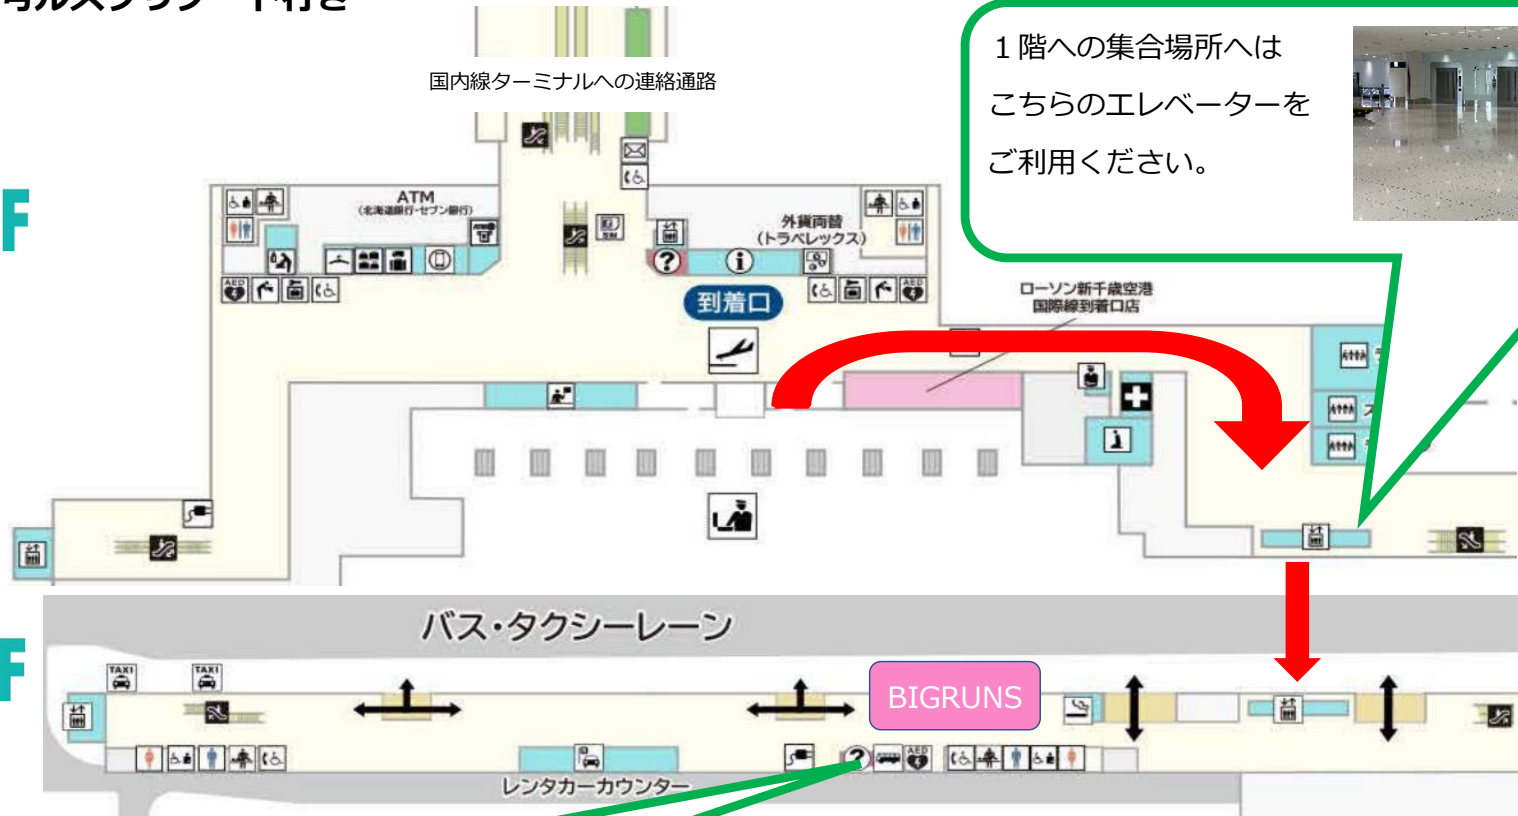 国内線ターミナルへの連絡通路
１階への集合場所へは
こちらのエレベーターを
ご利用ください。
F
ATM
(北海道銀行・セブン銀行)
外貨両替
(トラベレックス)
AED
AED
到着口
ローソン新千歳空港
国際線到着口店
F
バス・タクシーレーン
TAXI
TAXI
BIGRUNS
AED
レンタカーカウンター